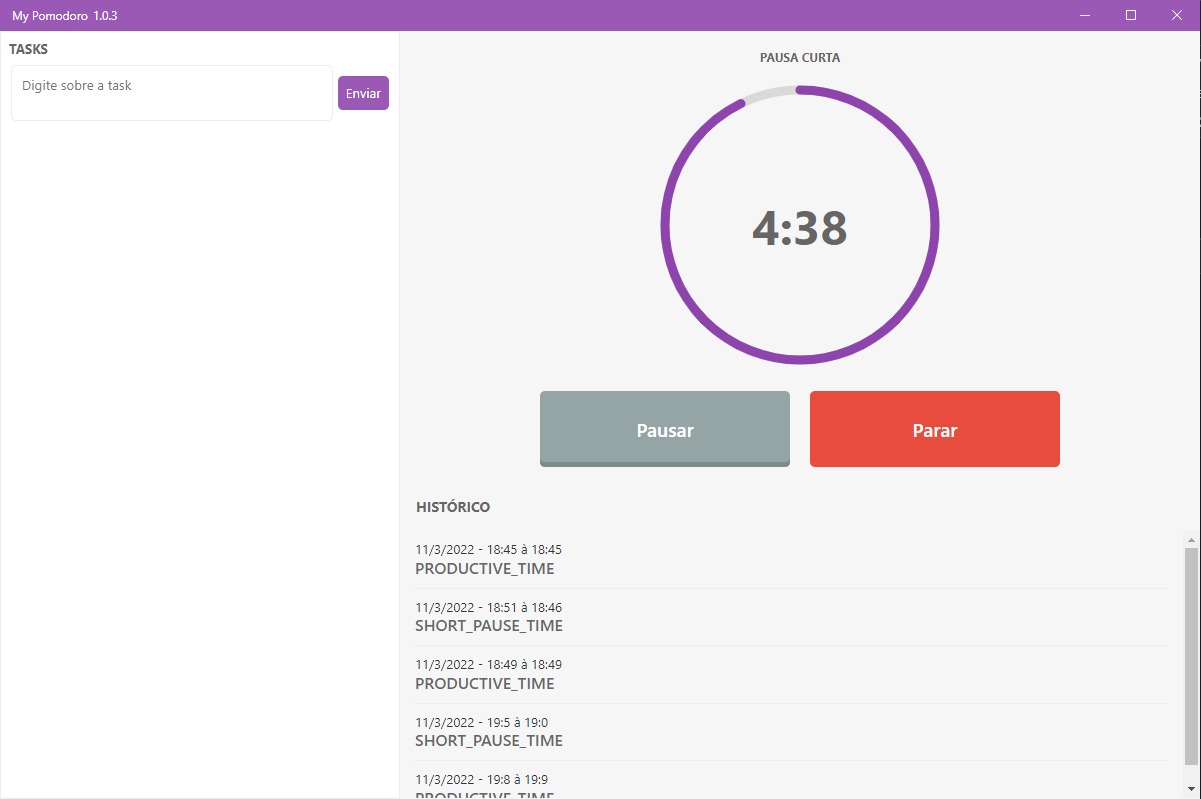 My Pomodoro 1.0.3
TASKS
Digite sobre a task
Enviar
PAUSA CURTA
4:38
Pausar
Parar
HISTÓRICO
11/3/2022 - 18:45 à 18:45
PRODUCTIVE_TIME
11/3/2022 - 18:51 à 18:46
SHORT_PAUSE_TIME
11/3/2022 - 18:49 à 18:49
PRODUCTIVE_TIME
11/3/2022 - 19:5 à 19:0
SHORT_PAUSE_TIME
11/3/2022 - 19:8 à 19:9
PRODUCTIVE_TIME